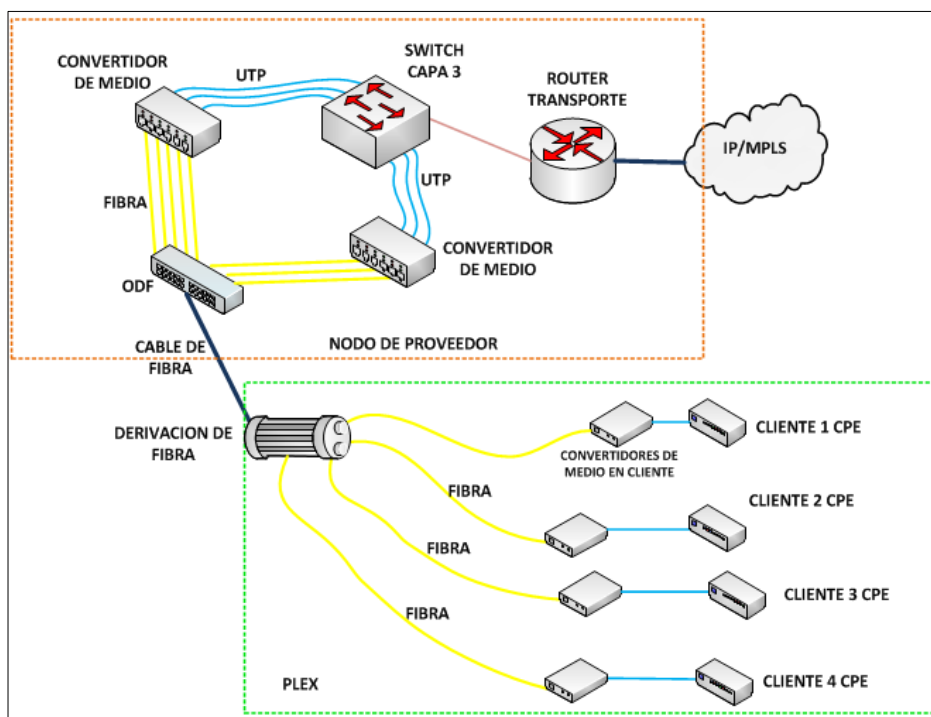 CONVERTIDOR
DE MEDIO
UTP
SWITCH
CAPA 3
ROUTER
TRANSPORTE
IP/MPLS
UTP
FIBRA
CONVERTIDOR
DE MEDIO
ODF
NODO DE PROVEEDOR
CABLE DE
FIBRA
DERIVACION DE
FIBRA
CLIENTE 1 CPE
CONVERTIDORES DE
MEDIO EN CLIENTE
FIBRA
CLIENTE 2 CPE
FIBRA
CLIENTE 3 CPE
FIBRA
PLEX
CLIENTE 4 CPE